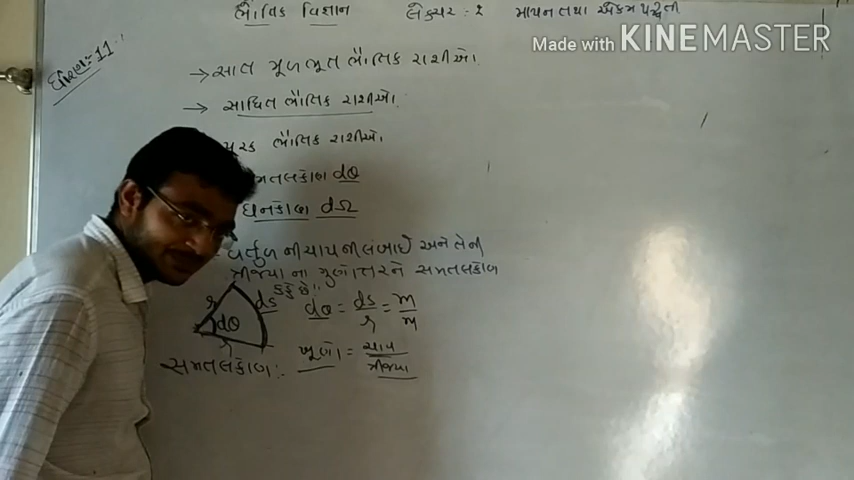 ભૌતિક વિજ્ઞાન લેક્ચર : ૨ માપન તથા એકમ પદ્ધતી
Made with KINEMASTER
ધોરણ:-11
→ સાત મૂળભૂત ભૌતિક રાશીઓ.
→ સાધિત ભૌતિક રાશીઓ.
પૂરક ભૌતિક રાશીઓ.
સમતલકોણ dθ
ઘનકોણ dΩ
વર્તુળ ની ચાપ ની લંબાઈ અને તેની
ત્રીજ્યા ના ગુણોત્તરને સમતલકોણ
કહે છે.
r ds dθ = ds/r = m/m
dθ
r
સમતલકોણ:- ખૂણો = ચાપ/ત્રીજ્યા